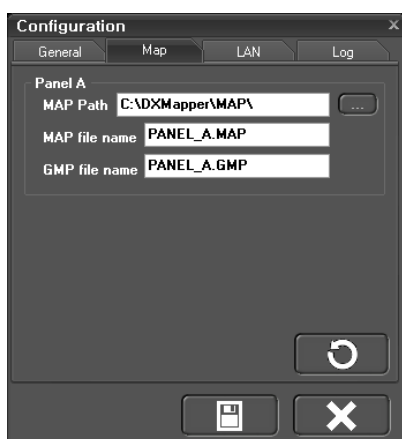 Configuration x
General Map LAN Log
Panel A
MAP Path C:\DXMapper\MAP\ ...
MAP file name PANEL_A.MAP
GMP file name PANEL_A.GMP